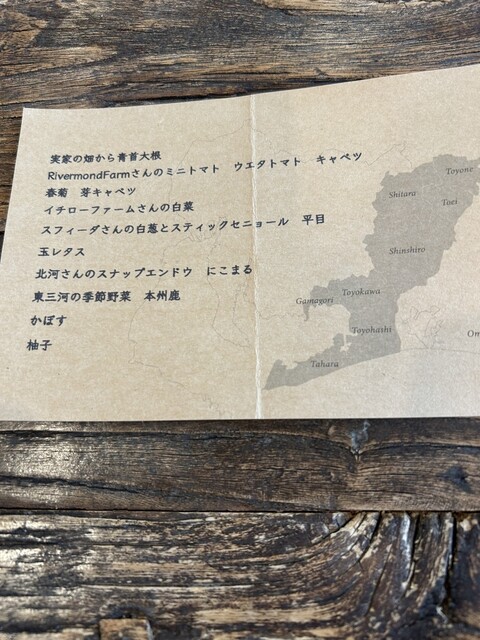 実家の畑から青首大根
RivermondFarmさんのミニトマト　ウエタトマト　キャベツ
春菊　芽キャベツ
イチローファームさんの白菜
スフィーダさんの白葱とスティックセニョール　平目
玉レタス
北河さんのスナップエンドウ　にこまる
東三河の季節野菜　本州鹿
かぼす
柚子
Toyone
Shitara
Toei
Shinshiro
Toyokawa
Gamagori
Toyohashi
Tahara